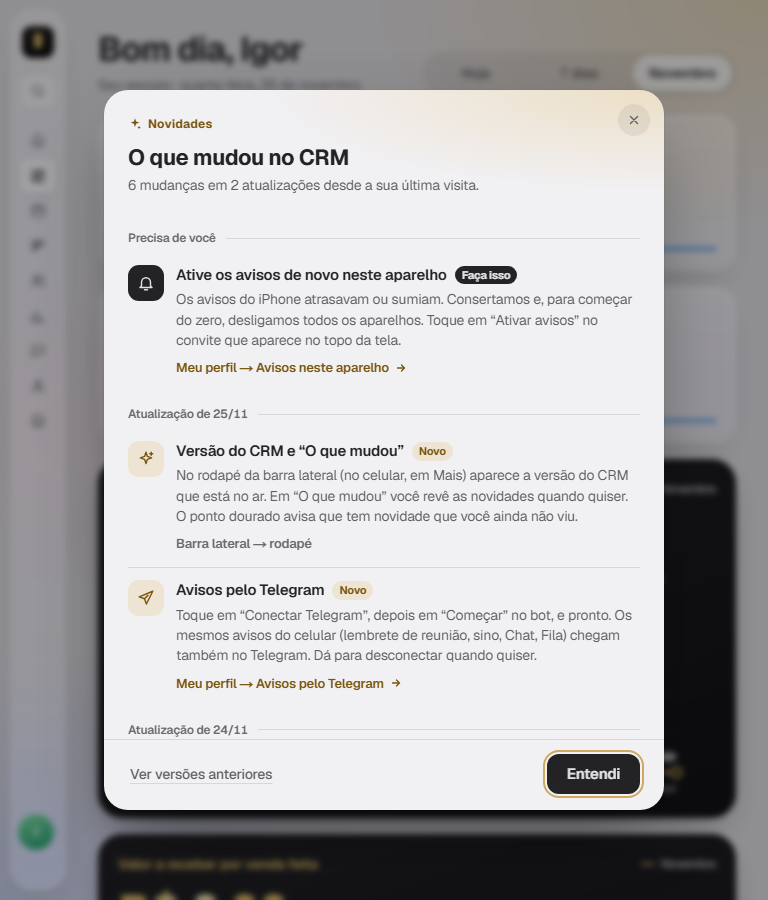 Bom dia, Igor
Hoje
7 dias
Novembro
Novidades
O que mudou no CRM
6 mudanças em 2 atualizações desde a sua última visita.
Precisa de você
Ative os avisos de novo neste aparelho
Faça isso
Os avisos do iPhone atrasavam ou sumiam. Consertamos e, para começar
do zero, desligamos todos os aparelhos. Toque em “Ativar avisos” no
convite que aparece no topo da tela.
Meu perfil → Avisos neste aparelho →
Atualização de 25/11
Versão do CRM e “O que mudou”
Novo
No rodapé da barra lateral (no celular, em Mais) aparece a versão do CRM
que está no ar. Em “O que mudou” você revê as novidades quando quiser.
O ponto dourado avisa que tem novidade que você ainda não viu.
Barra lateral → rodapé
Novembro
Avisos pelo Telegram
Novo
Toque em “Conectar Telegram”, depois em “Começar” no bot, e pronto. Os
mesmos avisos do celular (lembrete de reunião, sino, Chat, Fila) chegam
também no Telegram. Dá para desconectar quando quiser.
Meu perfil → Avisos pelo Telegram →
Atualização de 24/11
Ver versões anteriores
Entendi
Valor a receber por venda feita
Novembro